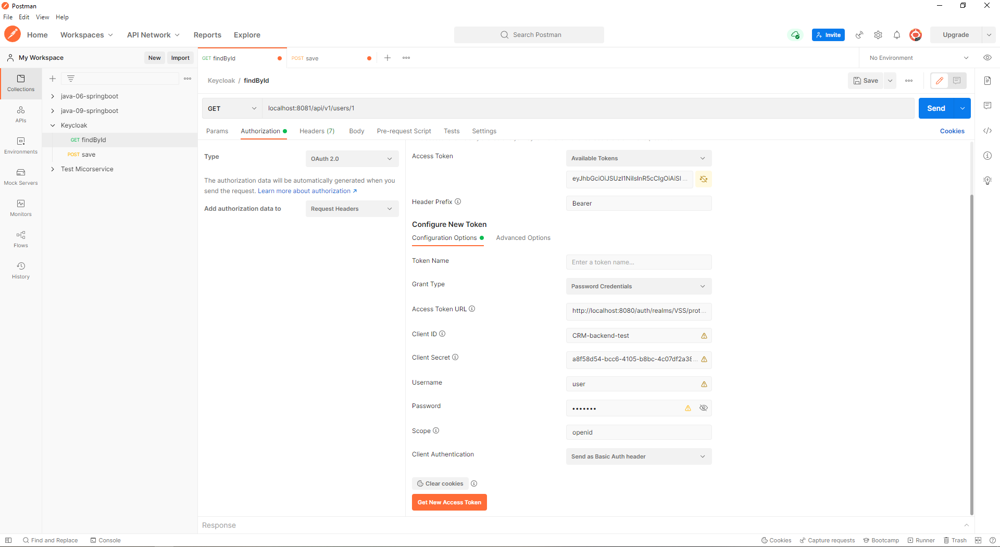 Postman
File Edit View Help
Home Workspaces API Network Reports Explore
Search Postman
Invite
Upgrade
My Workspace
New
Import
GET findById
POST save
No Environment
Collections
APIs
Environments
Mock Servers
Monitors
Flows
History
java-06-springboot
java-09-springboot
Keycloak
GET findById
POST save
Test Micorservice
Keycloak / findById
Save
GET
localhost:8081/api/v1/users/1
Send
Params Authorization Headers (7) Body Pre-request Script Tests Settings
Cookies
Type
OAuth 2.0
The authorization data will be automatically generated when you
send the request. Learn more about authorization ↗
Add authorization data to
Request Headers
Access Token
Available Tokens
eyJhbGciOiJSUzI1NiIsInR5cCIgOiAiSl ...
Header Prefix
Bearer
Configure New Token
Configuration Options
Advanced Options
Token Name
Enter a token name...
Grant Type
Password Credentials
Access Token URL
http://localhost:8080/auth/realms/VSS/prot...
Client ID
CRM-backend-test
Client Secret
a8f58d54-bcc6-4105-b8bc-4c07df2a38...
Username
user
Password
•••••••
Scope
openid
Client Authentication
Send as Basic Auth header
Clear cookies
Get New Access Token
Response
Find and Replace
Console
Cookies
Capture requests
Bootcamp
Runner
Trash